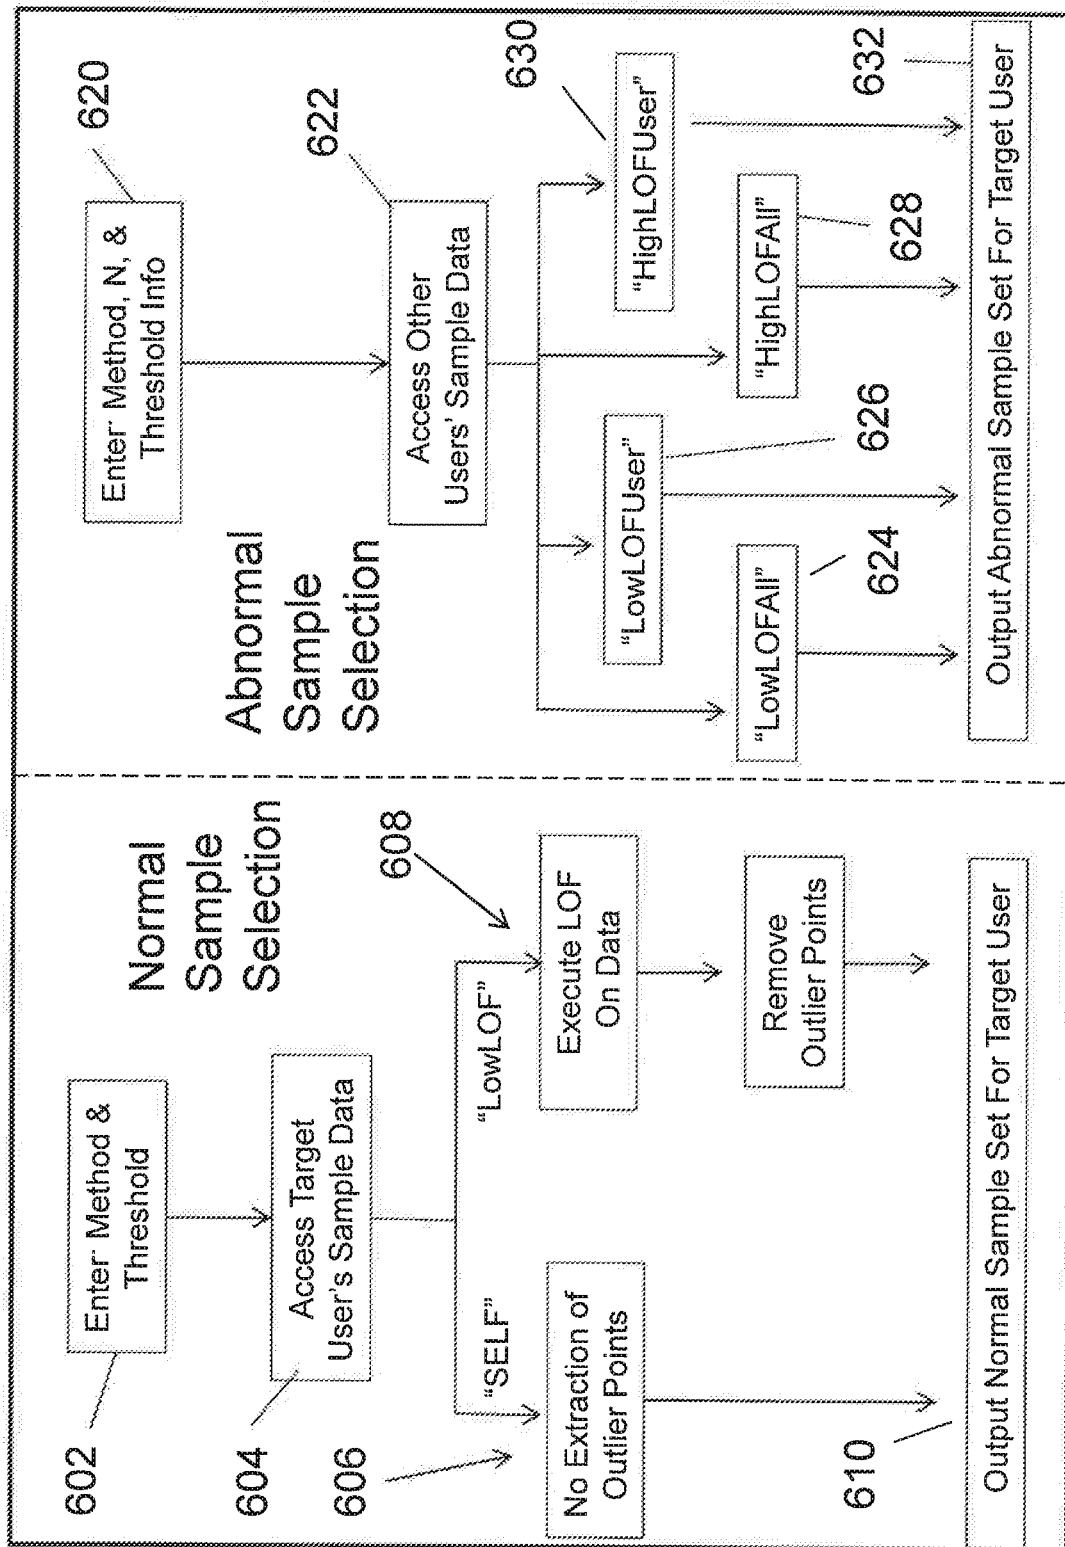 Normal
Sample
Selection
602
Enter Method &
Threshold
604
Access Target
User's Sample Data
606
"SELF"
"LowLOF"
608
No Extraction of
Outlier Points
Execute LOF
On Data
Remove
Outlier Points
610
Output Normal Sample Set For Target User
Abnormal
Sample
Selection
620
Enter Method, N, &
Threshold Info
622
Access Other
Users' Sample Data
"LowLOFUser"
626
"HighLOFUser"
630
"LowLOFAll"
624
"HighLOFAll"
628
632
Output Abnormal Sample Set For Target User